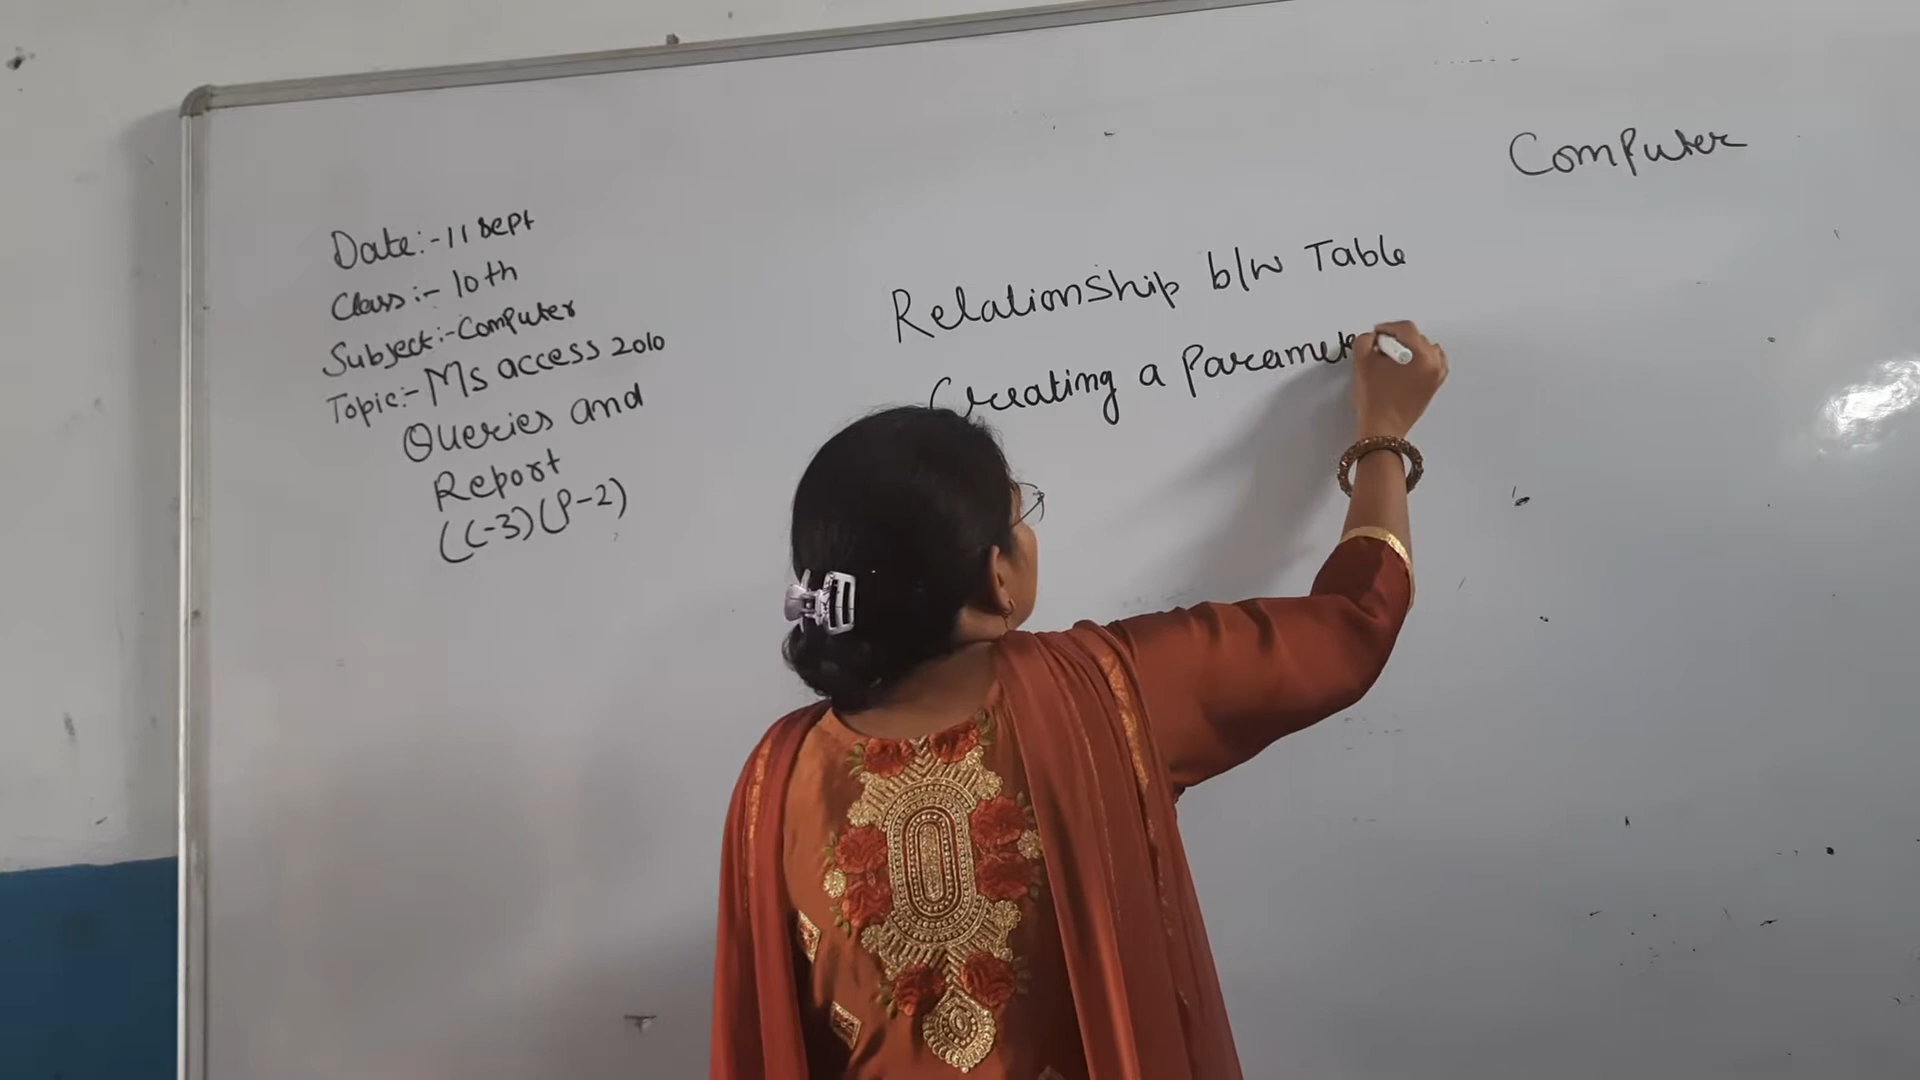 Date:- 11 Sept
Class:- 10th
Subject:- Computer
Topic:- Ms access 2010
Queries and
Report
(C-3) (P-2)
Computer
Relationship b/w Table
Creating a Paramete